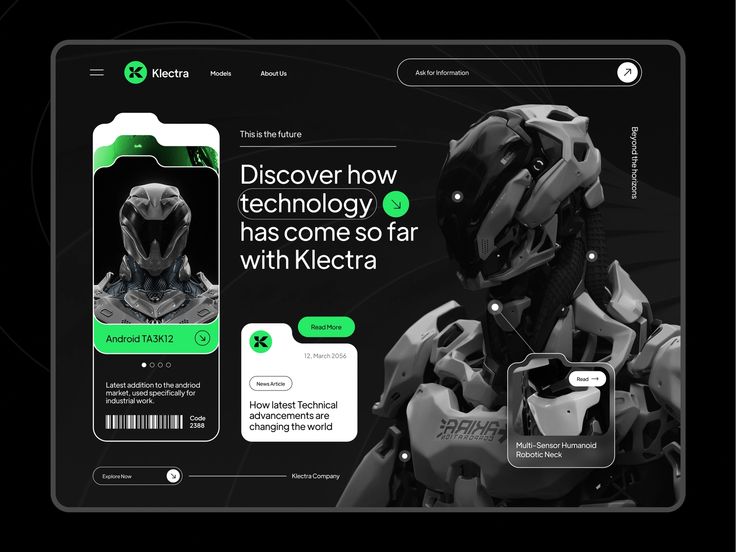 Klectra
Models
About Us
Ask for Information
This is the future
Discover how
technology
has come so far
with Klectra
Beyond the horizons
Android TA3K12
Latest addition to the andriod
market, used specifically for
industrial work.
Code
2388
Read More
12, March 2056
News Article
How latest Technical
advancements are
changing the world
Read
Multi-Sensor Humanoid
Robotic Neck
Explore Now
Klectra Company